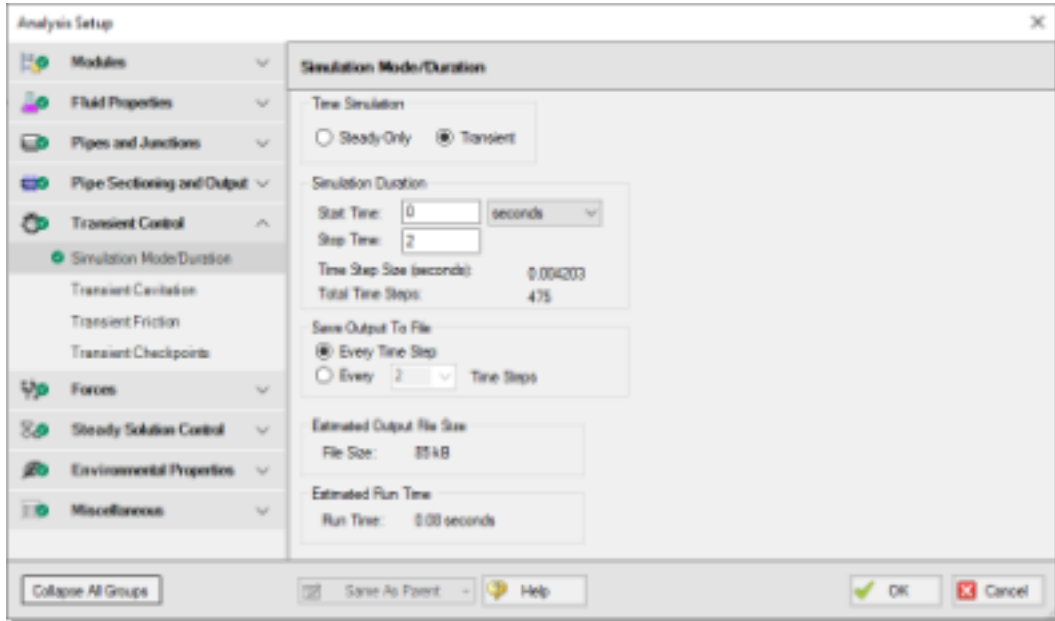 Analysis Setup
Modules
Fluid Properties
Pipes and Junctions
Pipe Sectioning and Output
Transient Control
Simulation Mode/Duration
Transient Cavitation
Transient Friction
Transient Checkpoints
Forces
Steady Solution Control
Environmental Properties
Miscellaneous
Simulation Mode/Duration
Time Simulation
Steady Only Transient
Simulation Duration
Start Time: 0 seconds
Stop Time: 2
Time Step Size (seconds): 0.004203
Total Time Steps: 475
Save Output To File
Every Time Step
Every 2 Time Steps
Estimated Output File Size
File Size: 85 kB
Estimated Run Time
Run Time: 0.08 seconds
Collapse All Groups Same As Parent Help OK Cancel